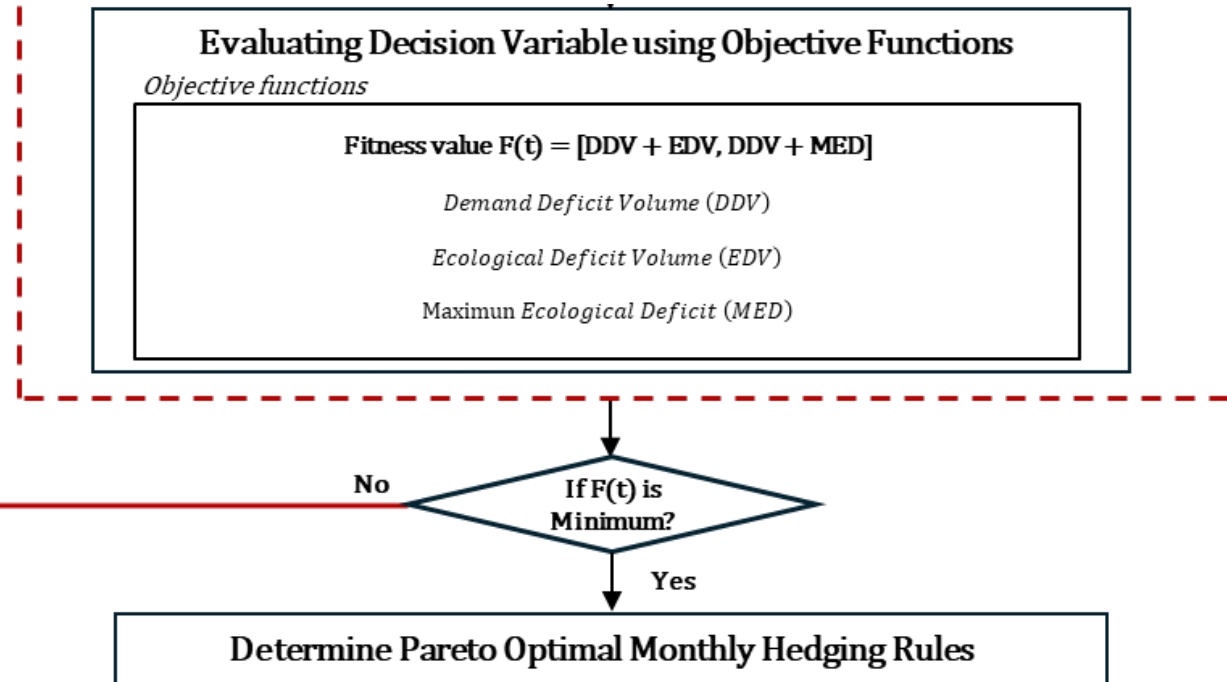 Evaluating Decision Variable using Objective Functions
Objective functions
Fitness value F(t) = [DDV + EDV, DDV + MED]
Demand Deficit Volume (DDV)
Ecological Deficit Volume (EDV)
Maximun Ecological Deficit (MED)
No
If F(t) is
Minimum?
Yes
Determine Pareto Optimal Monthly Hedging Rules